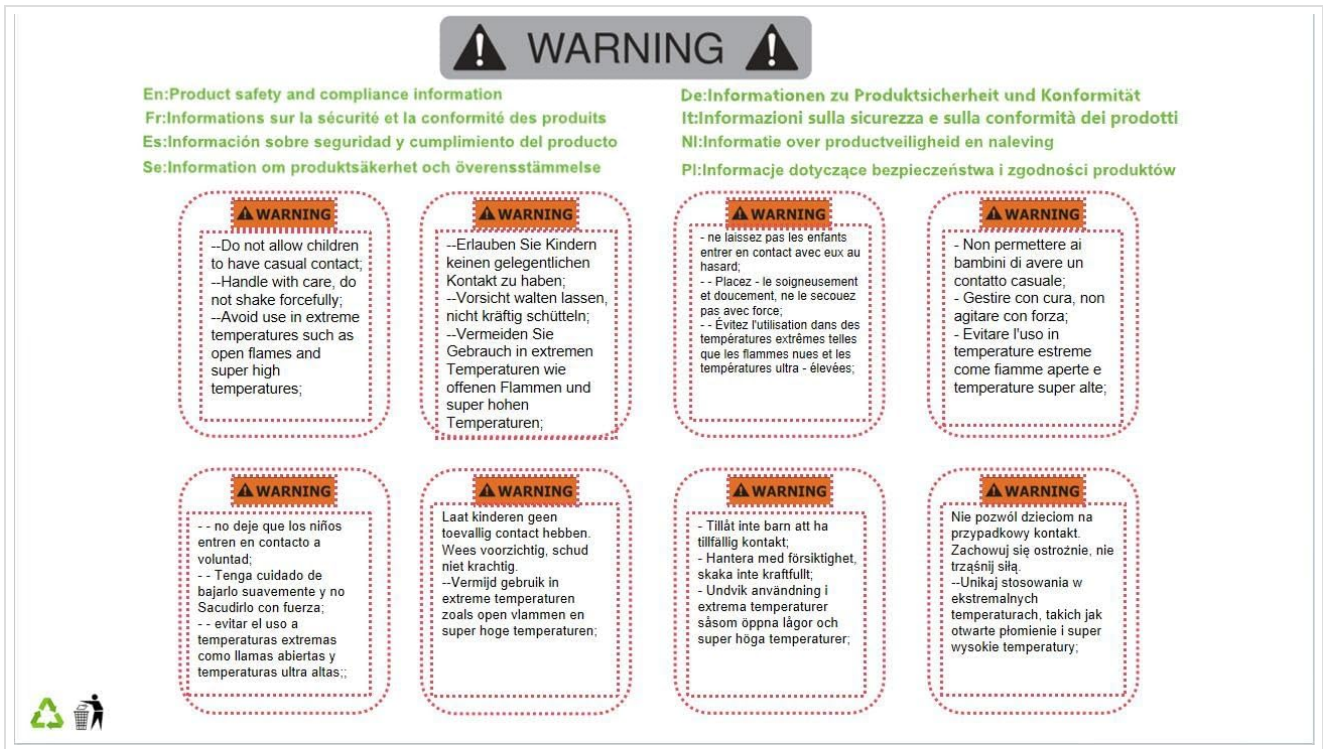 WARNING
En:Product safety and compliance information
Fr:Informations sur la sécurité et la conformité des produits
Es:Información sobre seguridad y cumplimiento del producto
Se:Information om produktsäkerhet och överensstämmelse
De:Informationen zu Produktsicherheit und Konformität
It:Informazioni sulla sicurezza e sulla conformità dei prodotti
Nl:Informatie over productveiligheid en naleving
Pl:Informacje dotyczące bezpieczeństwa i zgodności produktów
WARNING
--Do not allow children
to have casual contact;
--Handle with care, do
not shake forcefully;
--Avoid use in extreme
temperatures such as
open flames and
super high
temperatures;
WARNING
--Erlauben Sie Kindern
keinen gelegentlichen
Kontakt zu haben;
--Vorsicht walten lassen,
nicht kräftig schütteln;
--Vermeiden Sie
Gebrauch in extremen
Temperaturen wie
offenen Flammen und
super hohen
Temperaturen;
WARNING
- ne laissez pas les enfants
entrer en contact avec eux au
hasard;
- - Placez - le soigneusement
et doucement, ne le secouez
pas avec force;
- - Évitez l'utilisation dans des
températures extrêmes telles
que les flammes nues et les
températures ultra - élevées;
WARNING
- Non permettere ai
bambini di avere un
contatto casuale;
- Gestire con cura, non
agitare con forza;
- Evitare l'uso in
temperature estreme
come fiamme aperte e
temperature super alte;
WARNING
- - no deje que los niños
entren en contacto a
voluntad;
- - Tenga cuidado de
bajarlo suavemente y no
Sacudirlo con fuerza;
- - evitar el uso a
temperaturas extremas
como llamas abiertas y
temperaturas ultra altas;;
WARNING
Laat kinderen geen
toevallig contact hebben.
Wees voorzichtig, schud
niet krachtig.
--Vermijd gebruik in
extreme temperaturen
zoals open vlammen en
super hoge temperaturen;
WARNING
- Tillåt inte barn att ha
tillfällig kontakt;
- Hantera med försiktighet,
skaka inte kraftfullt;
- Undvik användning i
extrema temperaturer
såsom öppna lågor och
super höga temperaturer;
WARNING
Nie pozwól dzieciom na
przypadkowy kontakt.
Zachowuj się ostrożnie, nie
trząśnij siłą.
--Unikaj stosowania w
ekstremalnych
temperaturach, takich jak
otwarte płomienie i super
wysokie temperatury;